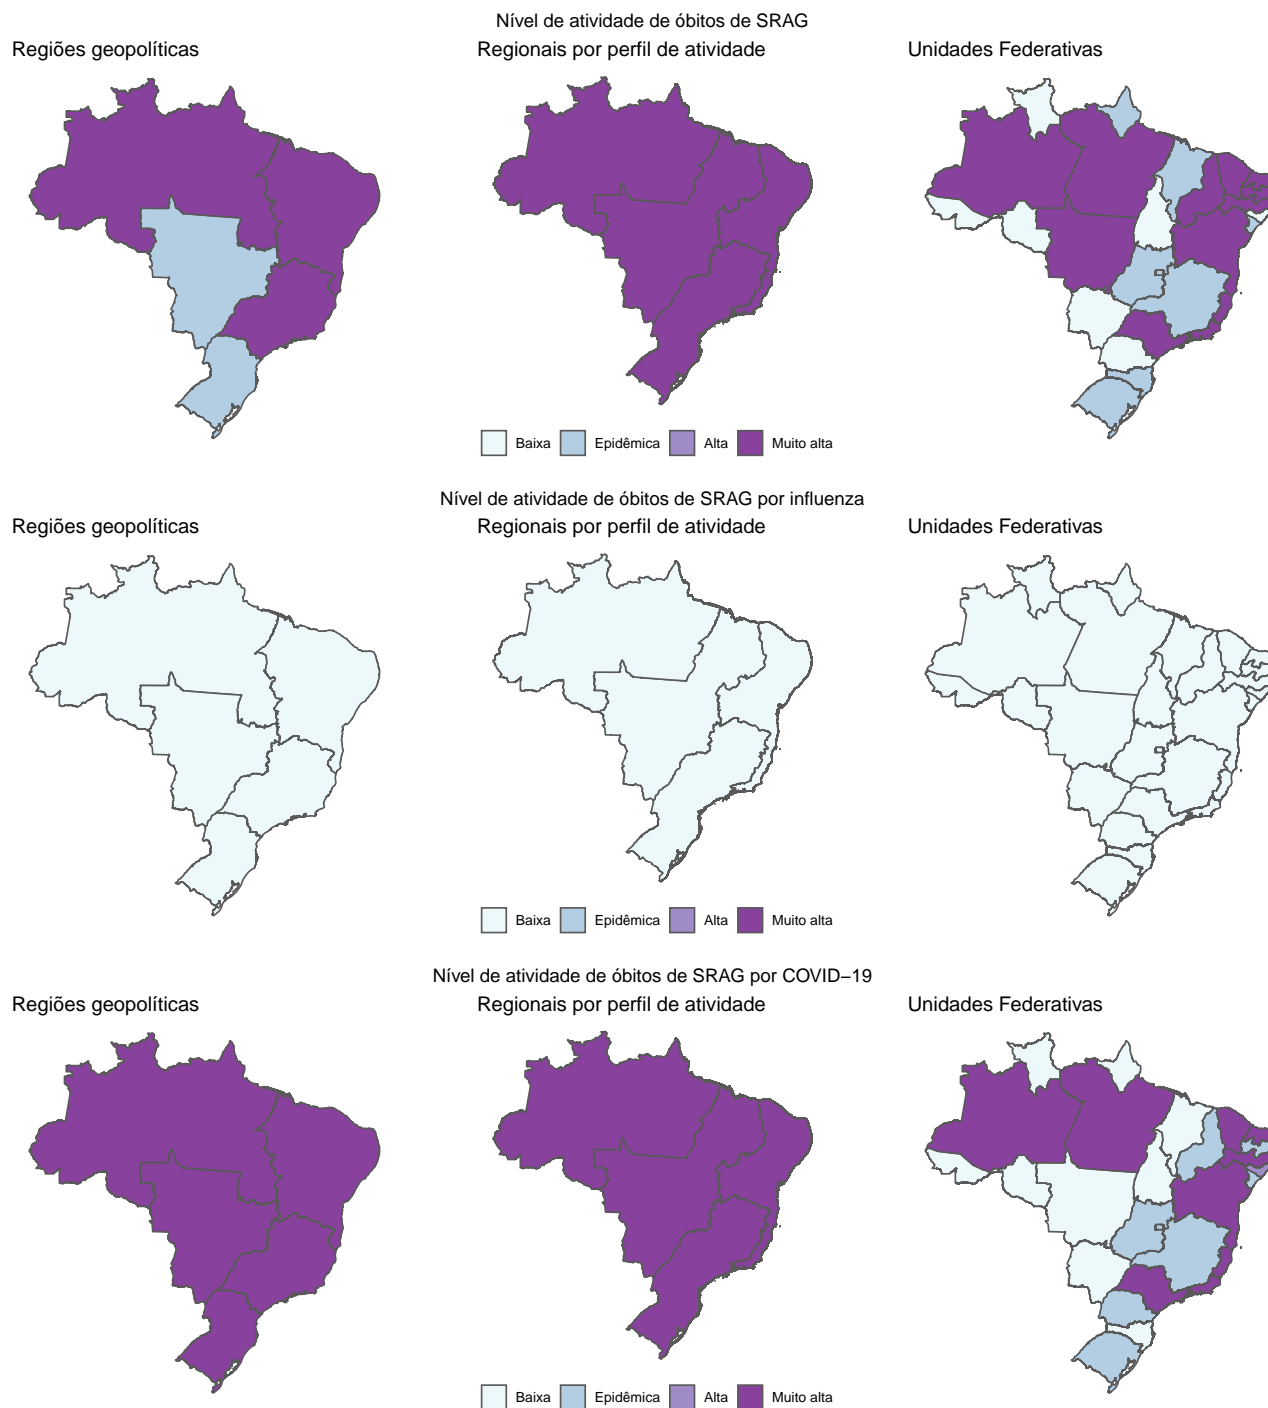 Nível de atividade de óbitos de SRAG
Regiões geopolíticas
Regionais por perfil de atividade
Unidades Federativas
Baixa Epidêmica Alta Muito alta
Nível de atividade de óbitos de SRAG por influenza
Regiões geopolíticas
Regionais por perfil de atividade
Unidades Federativas
Baixa Epidêmica Alta Muito alta
Nível de atividade de óbitos de SRAG por COVID−19
Regiões geopolíticas
Regionais por perfil de atividade
Unidades Federativas
Baixa Epidêmica Alta Muito alta